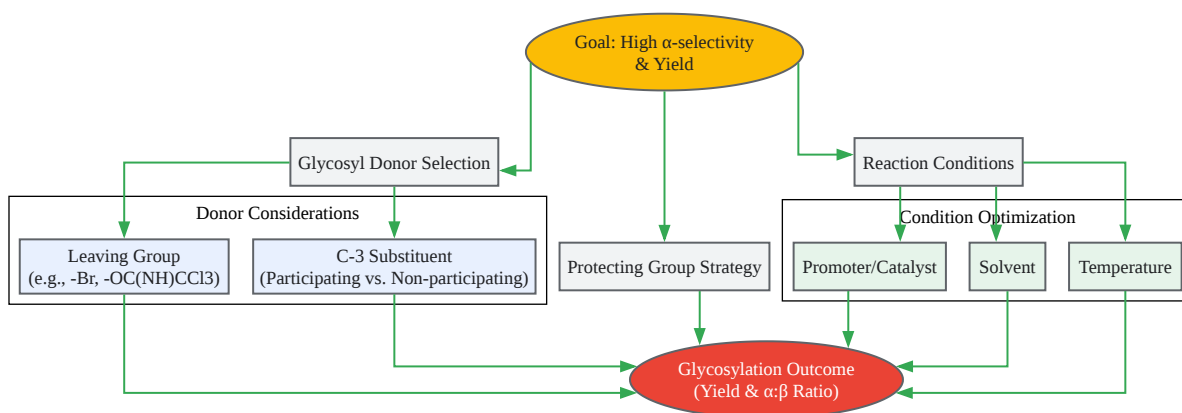 Goal: High α-selectivity
& Yield
Glycosyl Donor Selection
Reaction Conditions
Donor Considerations
Condition Optimization
Leaving Group
(e.g., -Br, -OC(NH)CCl3)
C-3 Substituent
(Participating vs. Non-participating)
Protecting Group Strategy
Promoter/Catalyst
Solvent
Temperature
Glycosylation Outcome
(Yield & α:β Ratio)